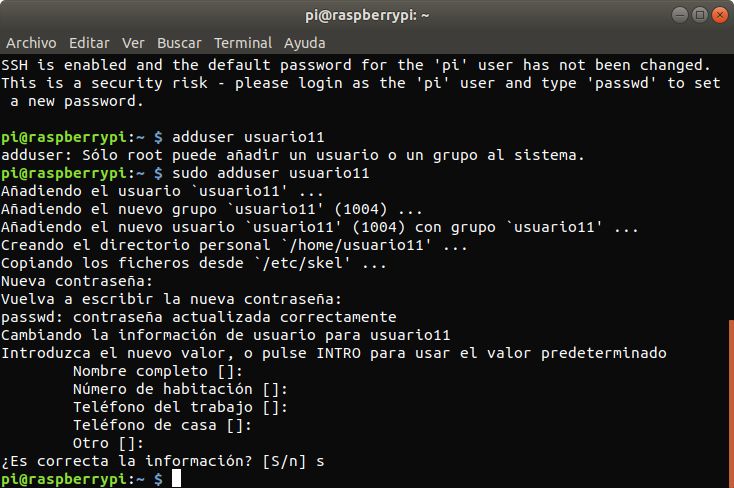 pi@raspberrypi: ~
Archivo Editar Ver Buscar Terminal Ayuda
SSH is enabled and the default password for the 'pi' user has not been changed.
This is a security risk - please login as the 'pi' user and type 'passwd' to set
 a new password.
pi@raspberrypi:~ $ adduser usuario11
adduser: Sólo root puede añadir un usuario o un grupo al sistema.
pi@raspberrypi:~ $ sudo adduser usuario11
Añadiendo el usuario `usuario11' ...
Añadiendo el nuevo grupo `usuario11' (1004) ...
Añadiendo el nuevo usuario `usuario11' (1004) con grupo `usuario11' ...
Creando el directorio personal `/home/usuario11' ...
Copiando los ficheros desde `/etc/skel' ...
Nueva contraseña:
Vuelva a escribir la nueva contraseña:
passwd: contraseña actualizada correctamente
Cambiando la información de usuario para usuario11
Introduzca el nuevo valor, o pulse INTRO para usar el valor predeterminado
        Nombre completo []:
        Número de habitación []:
        Teléfono del trabajo []:
        Teléfono de casa []:
        Otro []:
¿Es correcta la información? [S/n] s
pi@raspberrypi:~ $